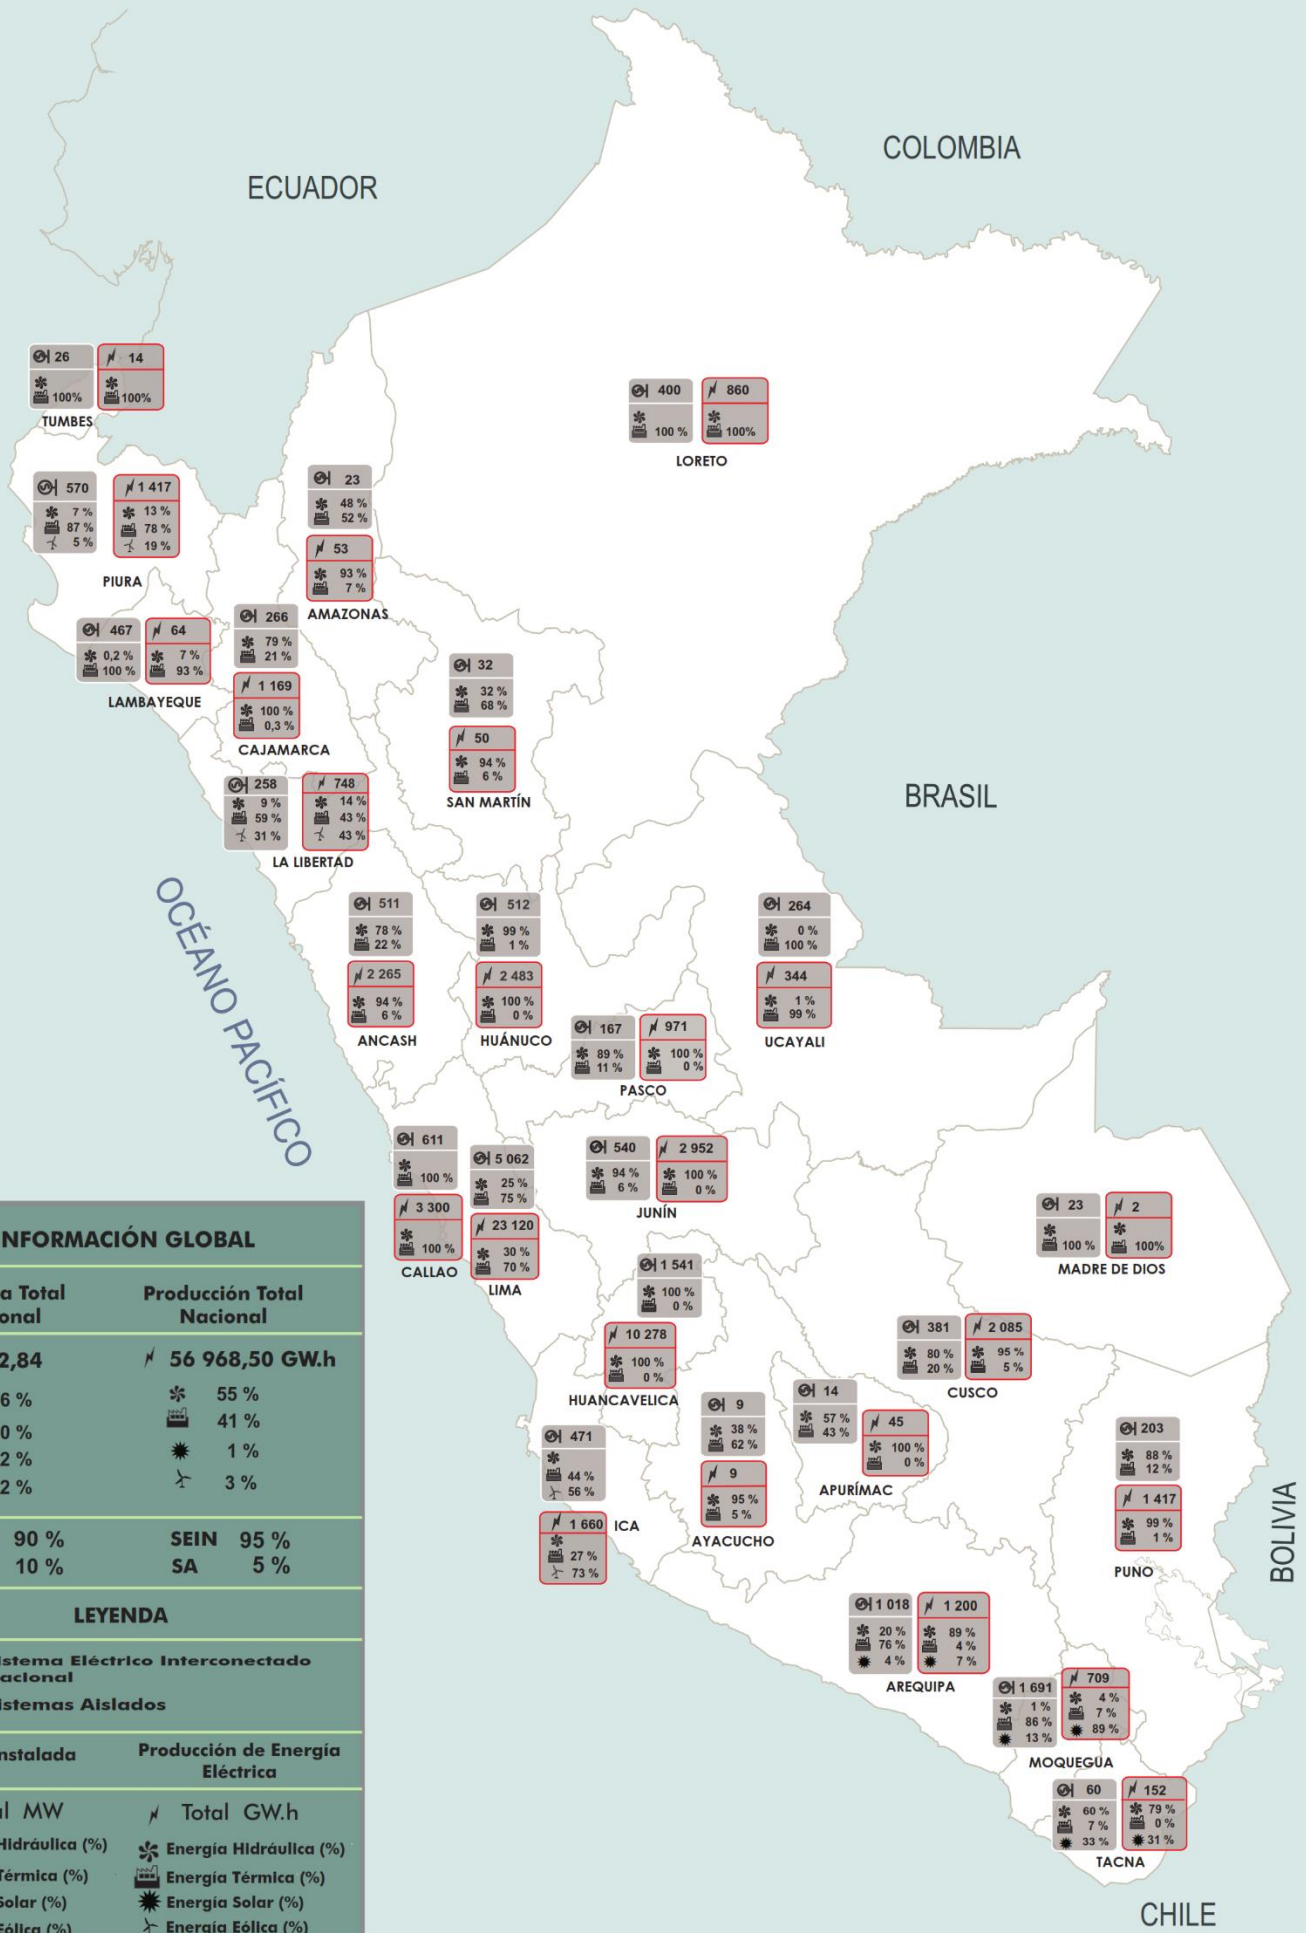 COLOMBIA
ECUADOR
26 14
100% 100%
TUMBES
400 860
100 % 100%
LORETO
570 1 417
7 % 13 %
87 % 78 %
5 % 19 %
PIURA
23
48 %
52 %
53
93 %
7 %
AMAZONAS
467 64
0,2 % 7 %
100 % 93 %
LAMBAYEQUE
266
79 %
21 %
1 169
100 %
0,3 %
CAJAMARCA
32
32 %
68 %
50
94 %
6 %
SAN MARTÍN
258 748
9 % 14 %
59 % 43 %
31 % 43 %
LA LIBERTAD
BRASIL
OCÉANO PACÍFICO
511
78 %
22 %
2 265
94 %
6 %
ANCASH
512
99 %
1 %
2 483
100 %
0 %
HUÁNUCO
264
0 %
100 %
344
1 %
99 %
UCAYALI
167 971
89 % 100 %
11 % 0 %
PASCO
611
100 %
3 300
100 %
CALLAO
5 062
25 %
75 %
23 120
30 %
70 %
LIMA
540 2 952
94 % 100 %
6 % 0 %
JUNÍN
23 2
100 % 100%
MADRE DE DIOS
1 541
100 %
0 %
10 278
100 %
0 %
HUANCAVELICA
381 2 085
80 % 95 %
20 % 5 %
CUSCO
9
38 %
62 %
9
95 %
5 %
AYACUCHO
14
57 %
43 %
45
100 %
0 %
APURÍMAC
471
44 %
56 %
1 660
27 %
73 %
ICA
203
88 %
12 %
1 417
99 %
1 %
PUNO
BOLIVIA
1 018 1 200
20 % 89 %
76 % 4 %
4 % 7 %
AREQUIPA
1 691 709
1 % 4 %
86 % 7 %
13 % 89 %
MOQUEGUA
60 152
60 % 79 %
7 % 0 %
33 % 31 %
TACNA
CHILE
NFORMACIÓN GLOBAL
a Total Producción Total
onal Nacional
2,84 56 968,50 GW.h
6 % 55 %
0 % 41 %
2 % 1 %
2 % 3 %
90 % SEIN 95 %
10 % SA 5 %
LEYENDA
istema Eléctrico Interconectado
acional
istemas Aislados
nstalada Producción de Energía
Eléctrica
l MW Total GW.h
Hidráulica (%) Energía Hidráulica (%)
Térmica (%) Energía Térmica (%)
Solar (%) Energía Solar (%)
Eólica (%) Energía Eólica (%)